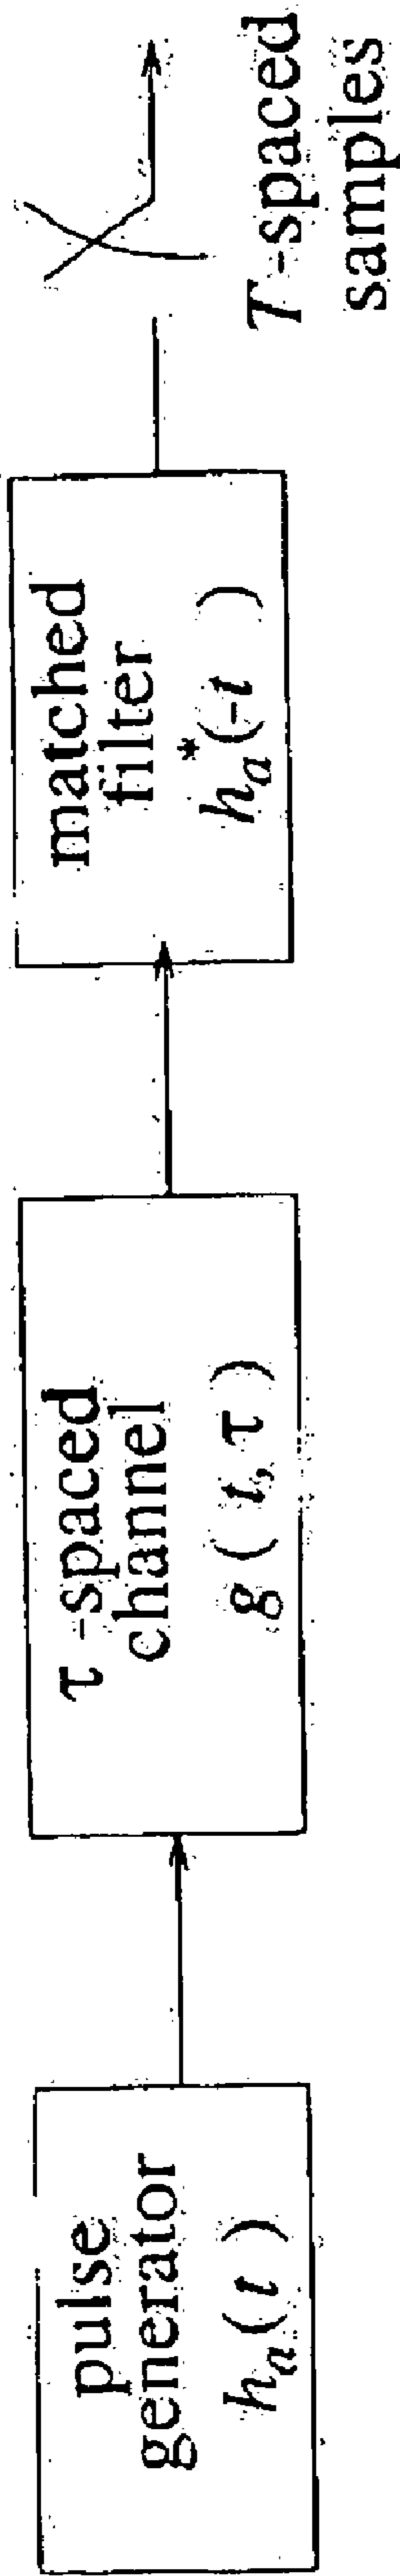 pulse
generator
hₐ(t)
τ-spaced
channel
g(t, τ)
matched
filter
hₐ*(-t)
T-spaced
samples